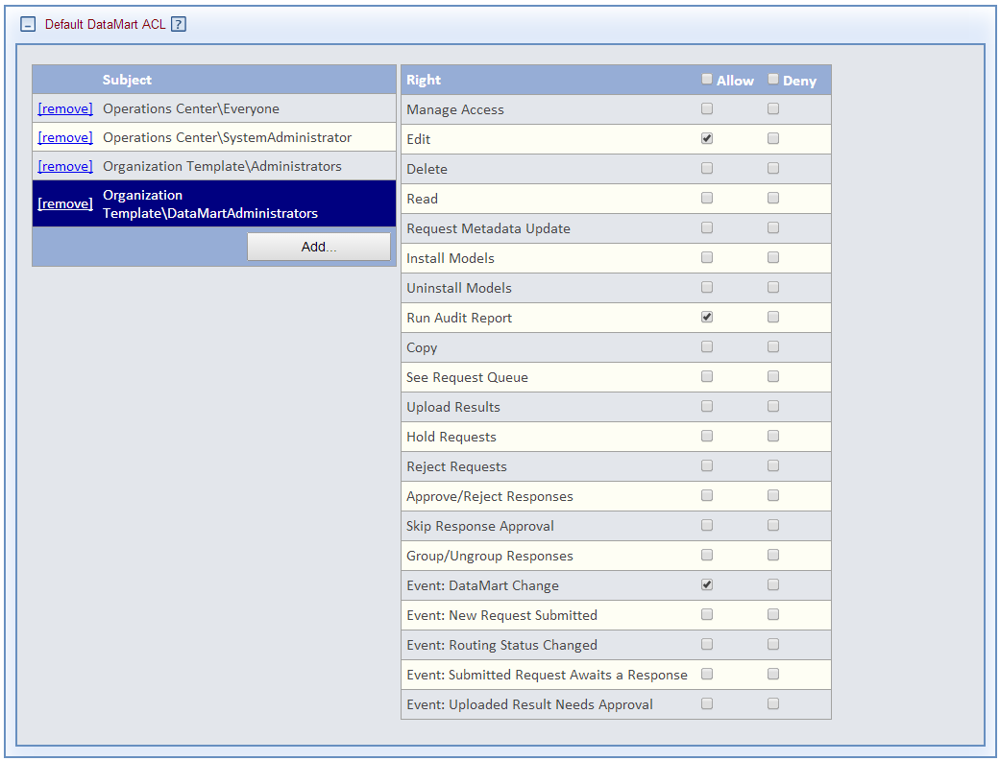 Default DataMart ACL ?
Subject
[remove] Operations Center\Everyone
[remove] Operations Center\SystemAdministrator
[remove] Organization Template\Administrators
[remove] Organization
Template\DataMartAdministrators
Add...
Right Allow Deny
Manage Access
Edit
Delete
Read
Request Metadata Update
Install Models
Uninstall Models
Run Audit Report
Copy
See Request Queue
Upload Results
Hold Requests
Reject Requests
Approve/Reject Responses
Skip Response Approval
Group/Ungroup Responses
Event: DataMart Change
Event: New Request Submitted
Event: Routing Status Changed
Event: Submitted Request Awaits a Response
Event: Uploaded Result Needs Approval